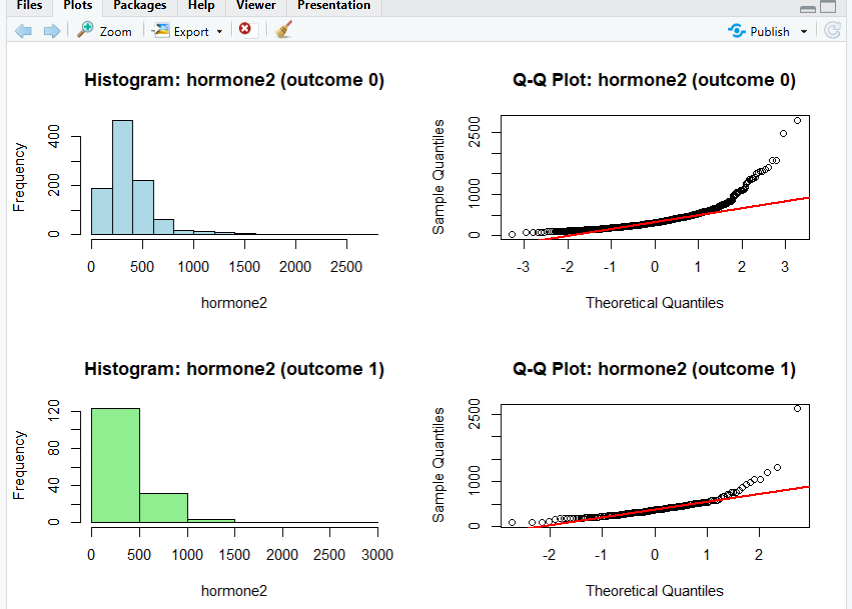 Files Plots Packages Help Viewer Presentation
Zoom Export Publish
Histogram: hormone2 (outcome 0)
Frequency
0 200 400
0 500 1000 1500 2000 2500
hormone2
Q-Q Plot: hormone2 (outcome 0)
Sample Quantiles
0 1000 2500
-3 -2 -1 0 1 2 3
Theoretical Quantiles
Histogram: hormone2 (outcome 1)
Frequency
0 40 80 120
0 500 1000 1500 2000 2500 3000
hormone2
Q-Q Plot: hormone2 (outcome 1)
Sample Quantiles
0 1000 2500
-2 -1 0 1 2
Theoretical Quantiles